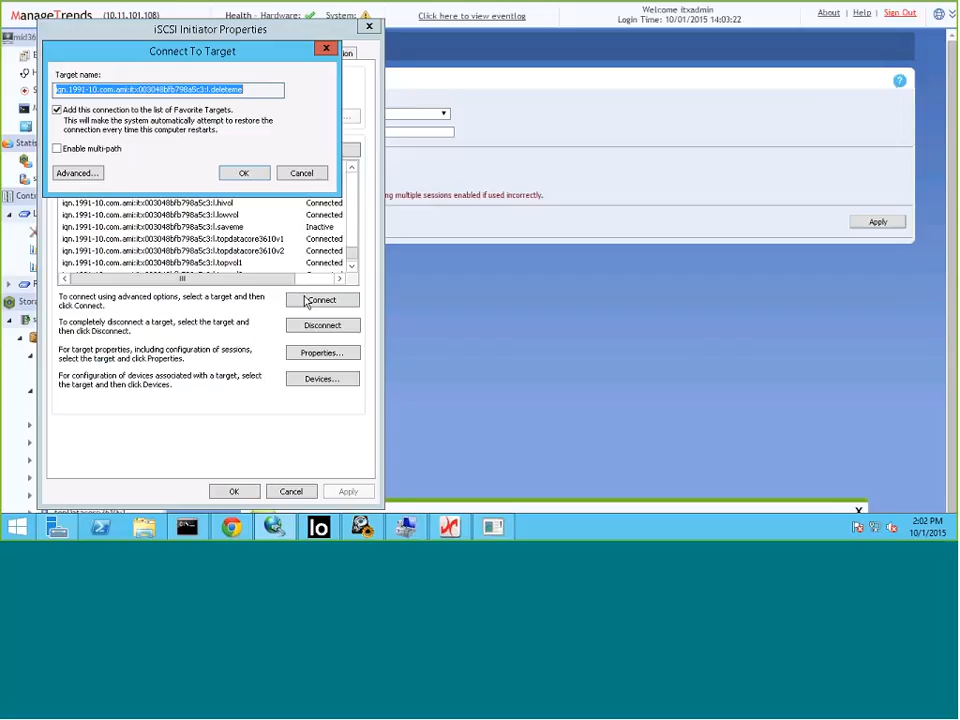 ManageTrends
(10.11.101.108)
Health - Hardware:
System:
Click here to view eventlog
Welcome itxadmin
Login Time: 10/01/2015 14:03:22
About | Help | Sign Out
iSCSI Initiator Properties
Connect To Target
Target name:
iqn.1991-10.com.ami:itx003048bfb798a5c3:l.deleteme
Add this connection to the list of Favorite Targets.
This will make the system automatically attempt to restore the
connection every time this computer restarts.
Enable multi-path
Advanced...
OK
Cancel
iqn.1991-10.com.ami:itx003048bfb798a5c3:l.hivol Connected
iqn.1991-10.com.ami:itx003048bfb798a5c3:l.lowvol Connected
iqn.1991-10.com.ami:itx003048bfb798a5c3:l.saveme Inactive
iqn.1991-10.com.ami:itx003048bfb798a5c3:l.topdatacore3610v1 Connected
iqn.1991-10.com.ami:itx003048bfb798a5c3:l.topdatacore3610v2 Connected
iqn.1991-10.com.ami:itx003048bfb798a5c3:l.topvol1 Connected
ng multiple sessions enabled if used incorrectly.
Apply
To connect using advanced options, select a target and then
click Connect.
Connect
To completely disconnect a target, select the target and
then click Disconnect.
Disconnect
For target properties, including configuration of sessions,
select the target and click Properties.
Properties...
For configuration of devices associated with a target, select
the target and then click Devices.
Devices...
OK
Cancel
Apply
Io
2:02 PM
10/1/2015